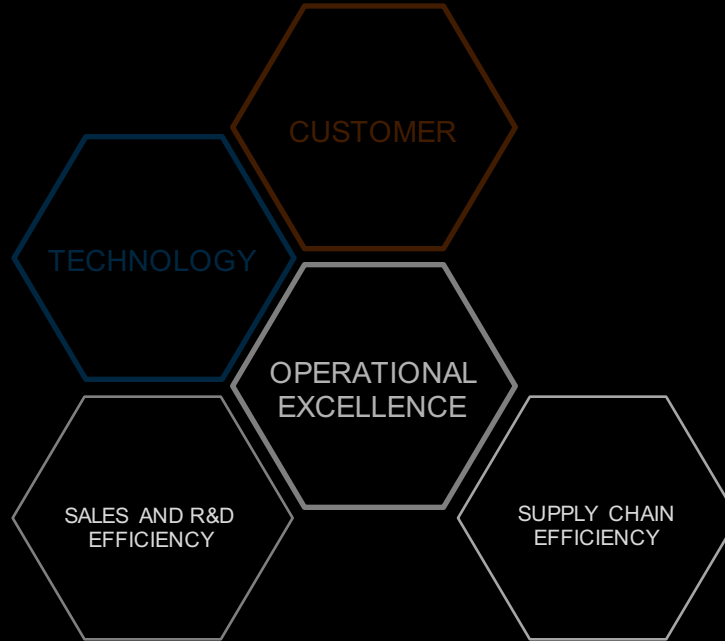 CUSTOMER
TECHNOLOGY
OPERATIONAL
EXCELLENCE
SALES AND R&D
EFFICIENCY
SUPPLY CHAIN
EFFICIENCY